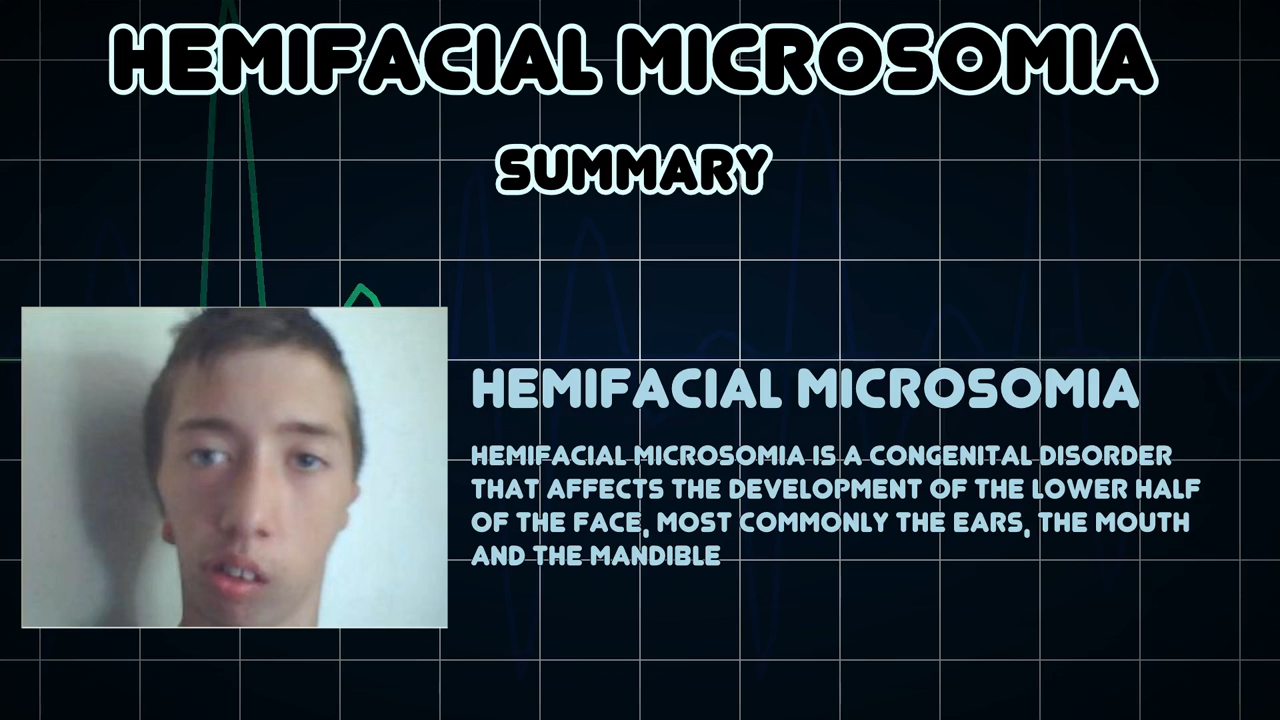 HEMIFACIAL MICROSOMIA
SUMMARY
HEMIFACIAL MICROSOMIA
HEMIFACIAL MICROSOMIA IS A CONGENITAL DISORDER
THAT AFFECTS THE DEVELOPMENT OF THE LOWER HALF
OF THE FACE, MOST COMMONLY THE EARS, THE MOUTH
AND THE MANDIBLE